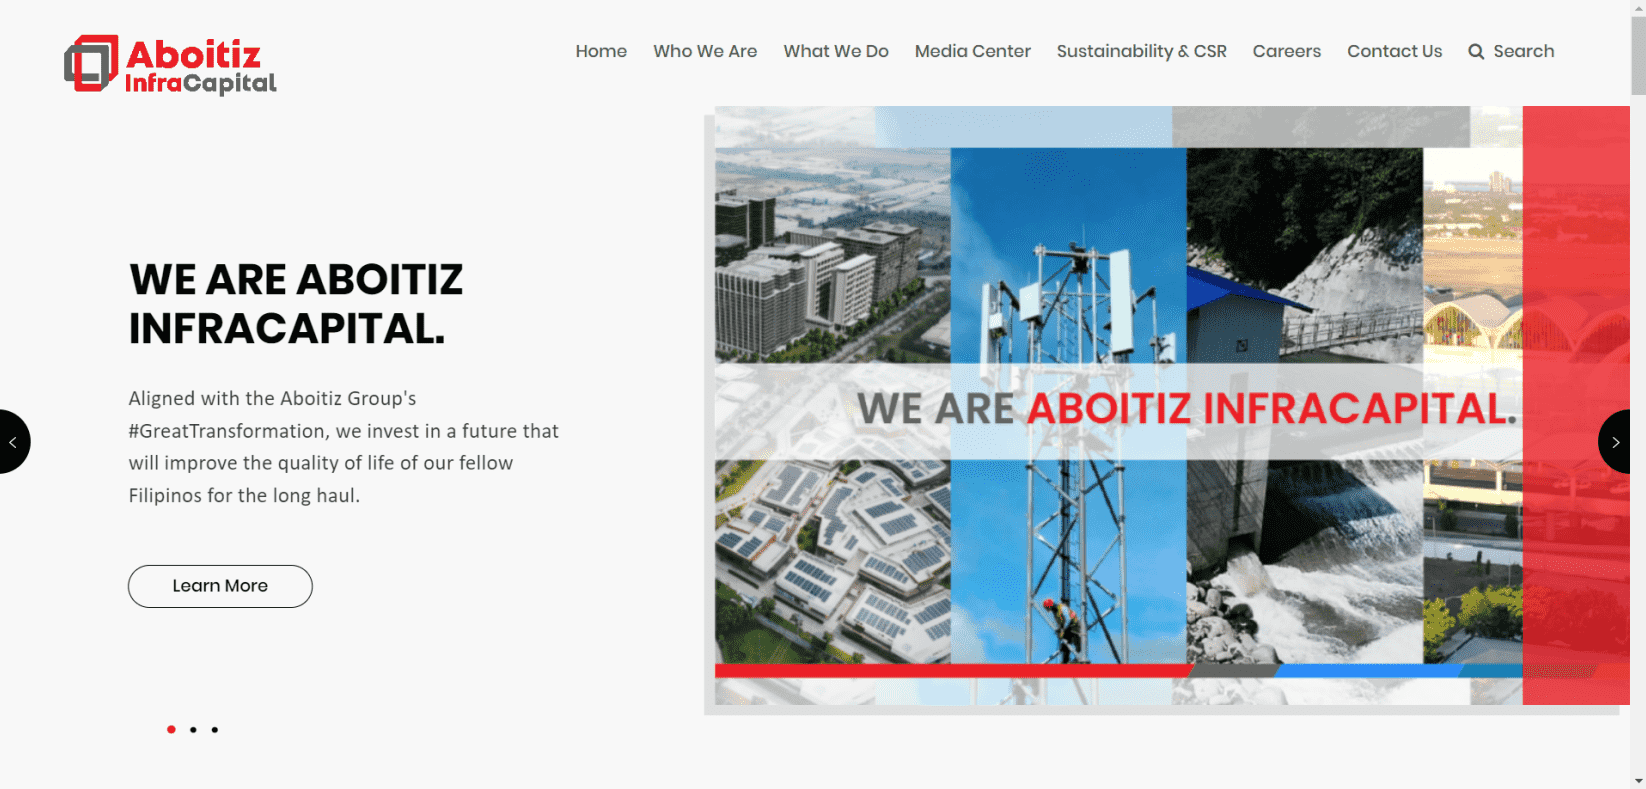 Aboitiz
InfraCapital
Home Who We Are What We Do Media Center Sustainability & CSR Careers Contact Us Search
WE ARE ABOITIZ
INFRACAPITAL.
Aligned with the Aboitiz Group's
#GreatTransformation, we invest in a future that
will improve the quality of life of our fellow
Filipinos for the long haul.
Learn More
WE ARE ABOITIZ INFRACAPITAL.